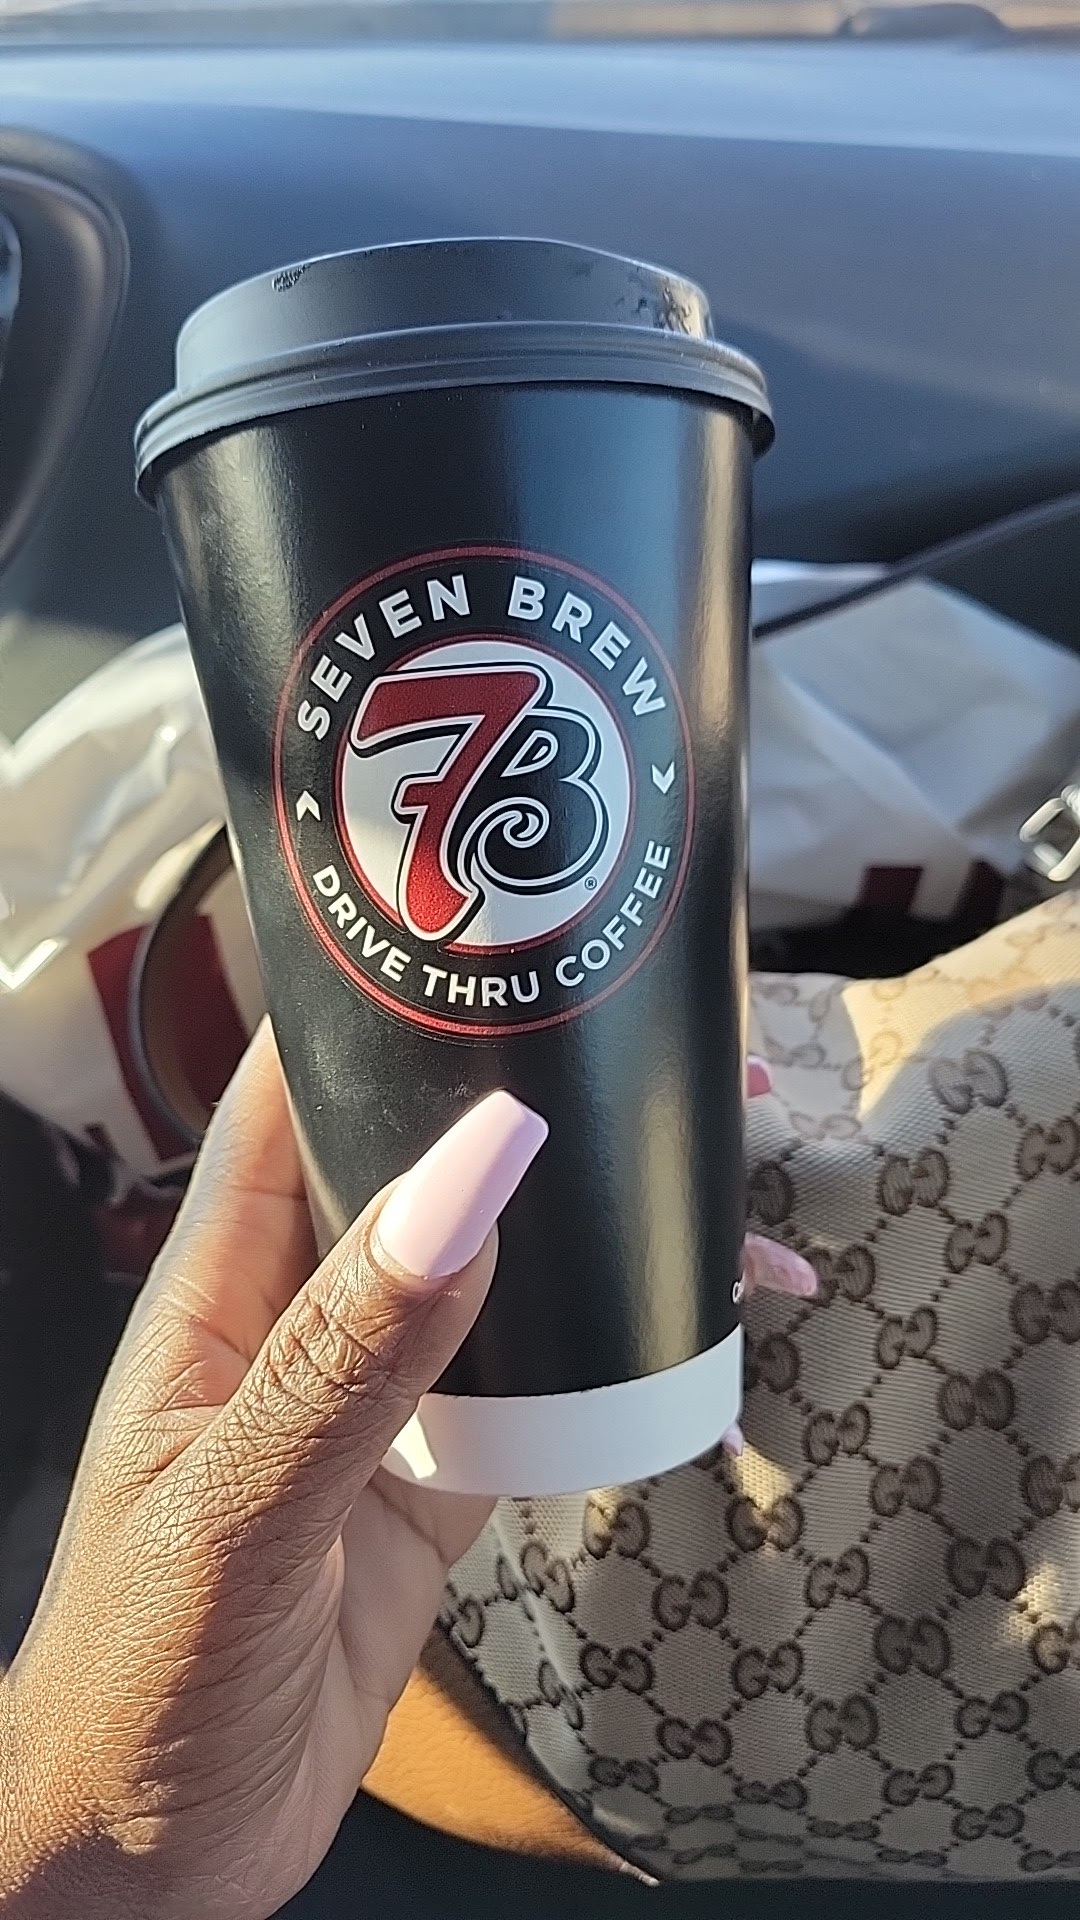 SEVEN BREW
7B®
DRIVE THRU COFFEE